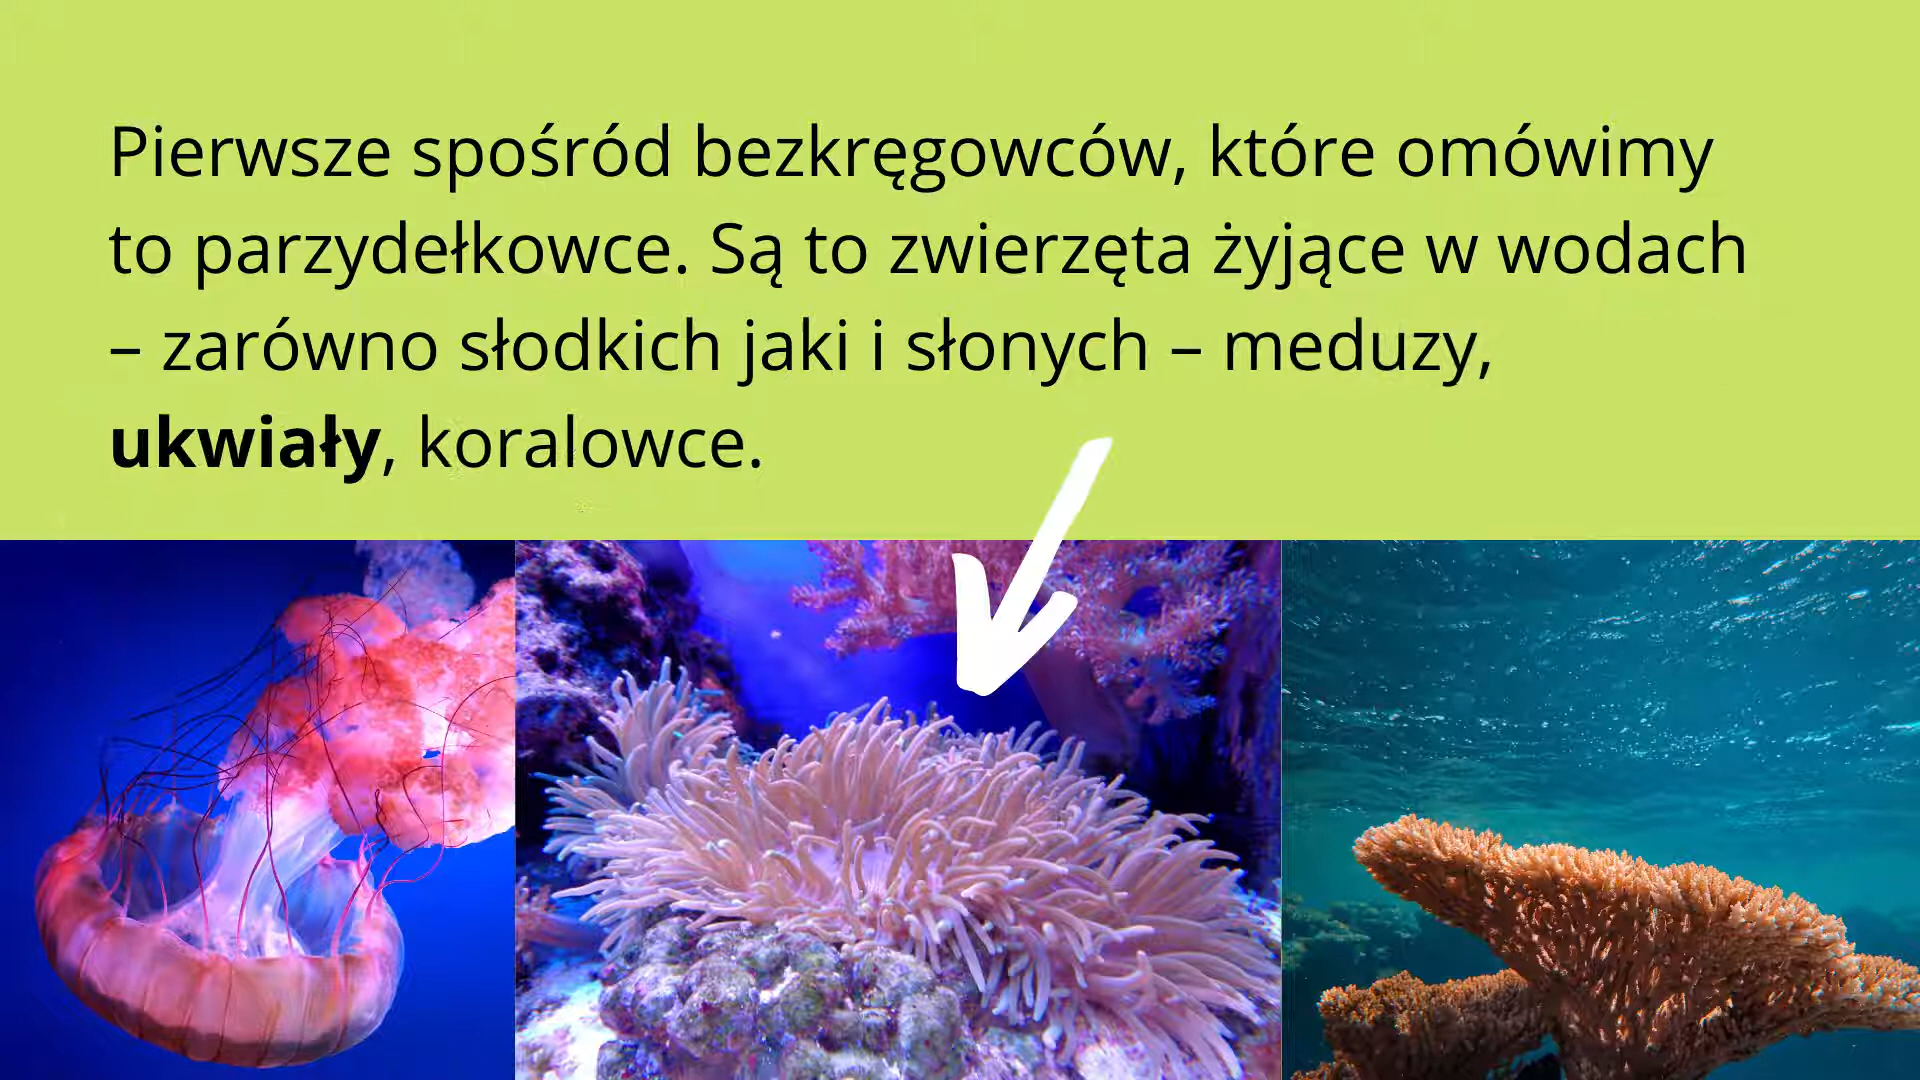 Pierwsze spośród bezkręgowców, które omówimy
to parzydełkowce. Są to zwierzęta żyjące w wodach
– zarówno słodkich jaki i słonych – meduzy,
ukwiały, koralowce.